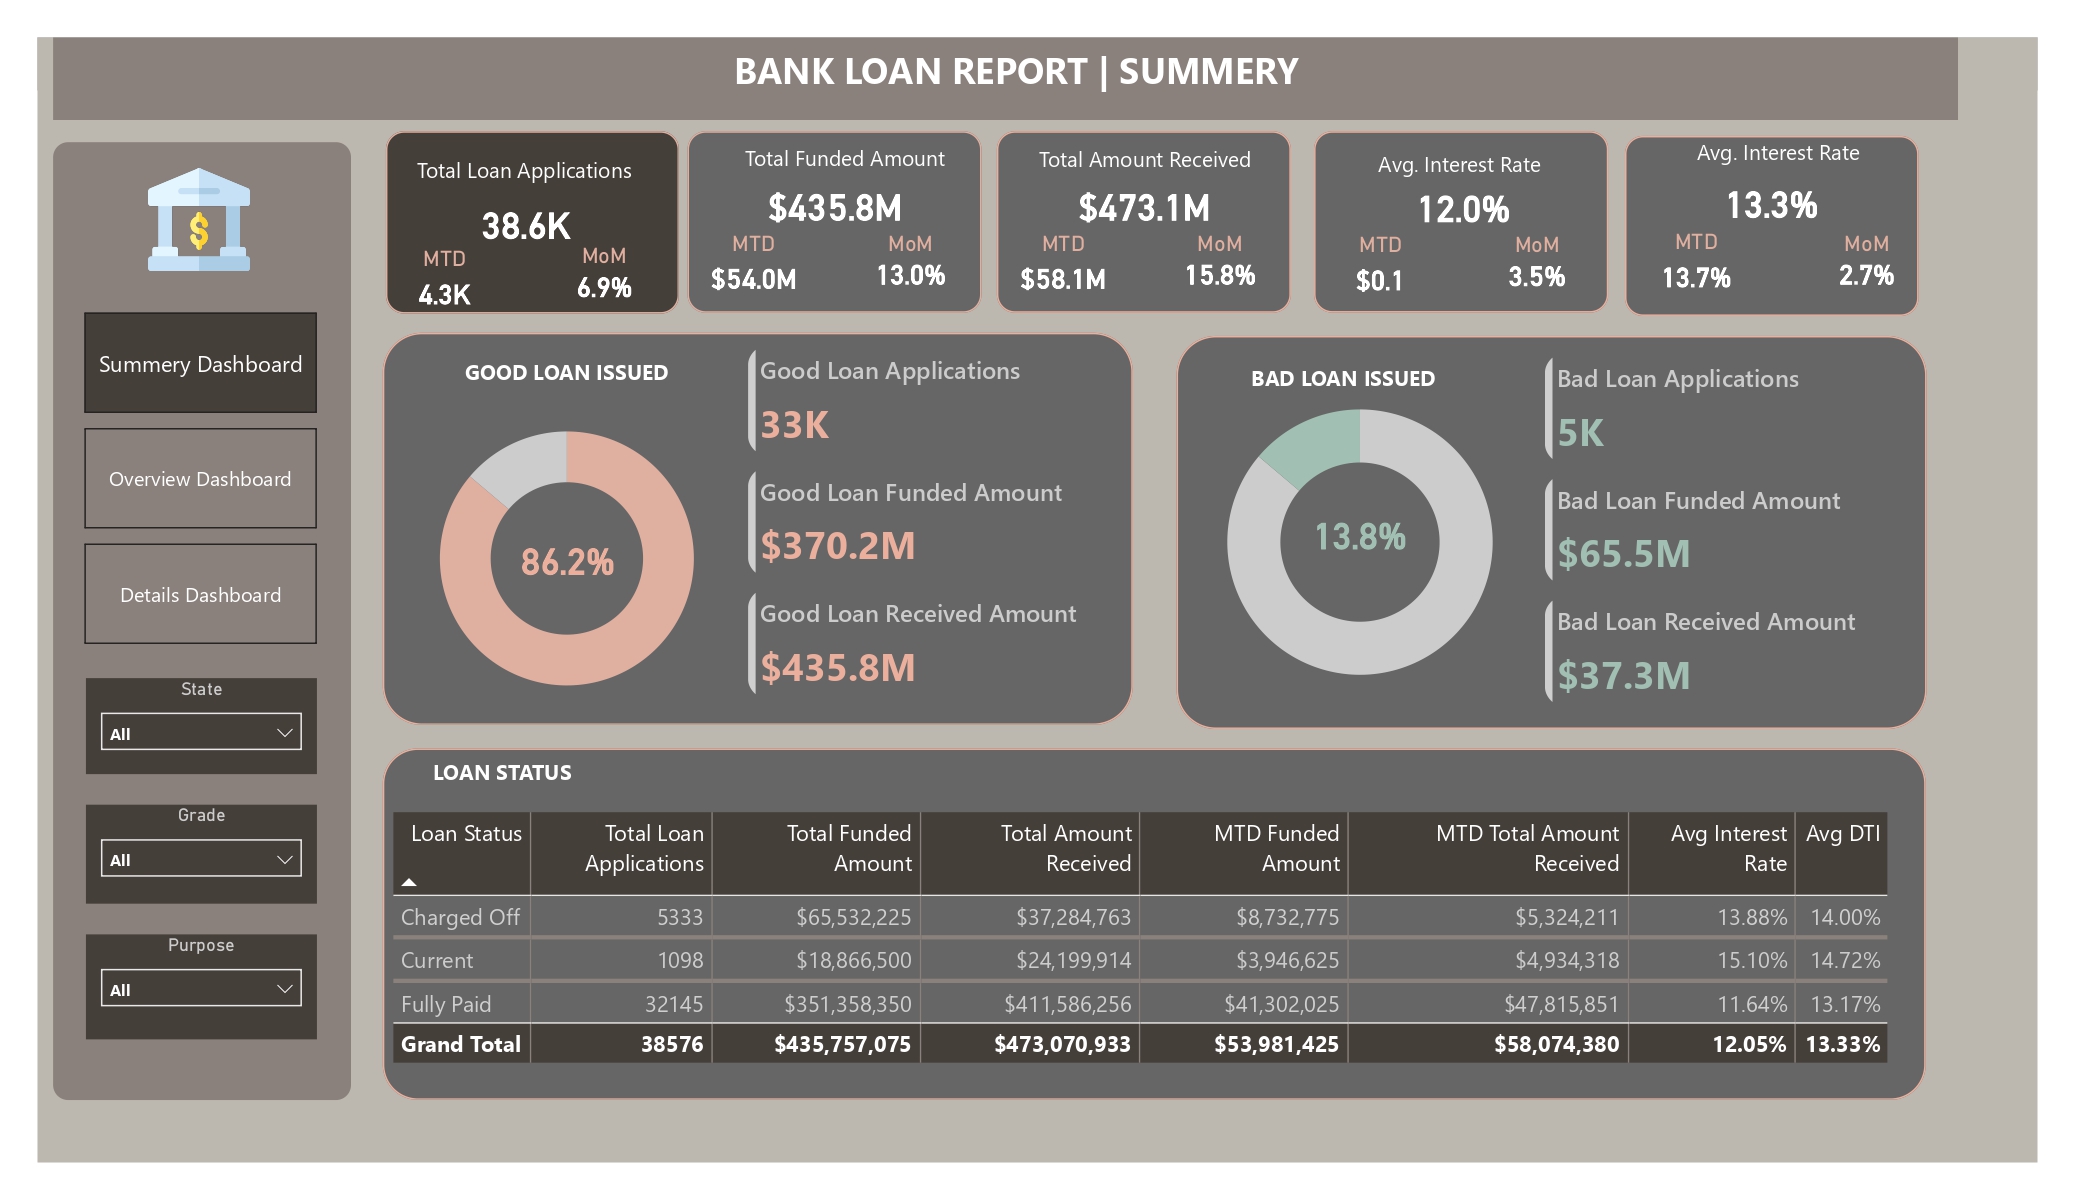 BANK LOAN REPORT | SUMMERY
Summery Dashboard
Overview Dashboard
Details Dashboard
State
All
Grade
All
Purpose
All
Total Loan Applications
38.6K
MTD MoM
4.3K 6.9%
Total Funded Amount
$435.8M
MTD MoM
$54.0M 13.0%
Total Amount Received
$473.1M
MTD MoM
$58.1M 15.8%
Avg. Interest Rate
12.0%
MTD MoM
$0.1 3.5%
Avg. Interest Rate
13.3%
MTD MoM
13.7% 2.7%
GOOD LOAN ISSUED
86.2%
Good Loan Applications
33K
Good Loan Funded Amount
$370.2M
Good Loan Received Amount
$435.8M
BAD LOAN ISSUED
13.8%
Bad Loan Applications
5K
Bad Loan Funded Amount
$65.5M
Bad Loan Received Amount
$37.3M
LOAN STATUS
Loan Status Total Loan Total Funded Total Amount MTD Funded MTD Total Amount Avg Interest Avg DTI
Applications Amount Received Amount Received Rate
Charged Off 5333 $65,532,225 $37,284,763 $8,732,775 $5,324,211 13.88% 14.00%
Current 1098 $18,866,500 $24,199,914 $3,946,625 $4,934,318 15.10% 14.72%
Fully Paid 32145 $351,358,350 $411,586,256 $41,302,025 $47,815,851 11.64% 13.17%
Grand Total 38576 $435,757,075 $473,070,933 $53,981,425 $58,074,380 12.05% 13.33%